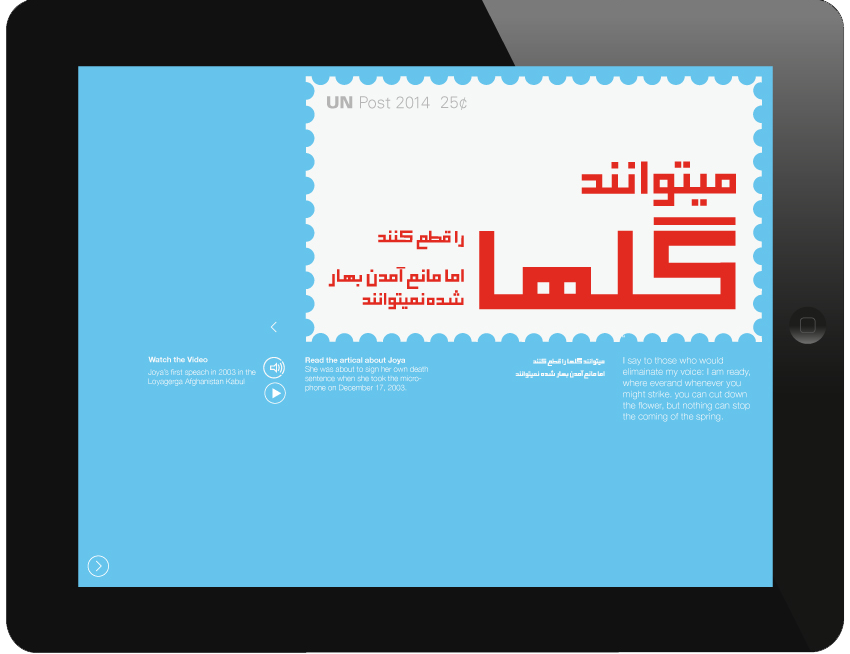 UN Post 2014 25¢
میتوانند
گلها
را قطع کنند
اما مانع آمدن بهار
شده نمیتوانند
Watch the Video
Joya's first speach in 2003 in the
Loyagerga Afghanistan Kabul
Read the artical about Joya
She was about to sign her own death
sentence when she took the micro-
phone on December 17, 2003.
میتوانند گلها را قطع کنند
اما مانع آمدن بهار شده نمیتوانند
I say to those who would
elimainate my voice: I am ready,
where everand whenever you
might strike. you can cut down
the flower, but nothing can stop
the coming of the spring.